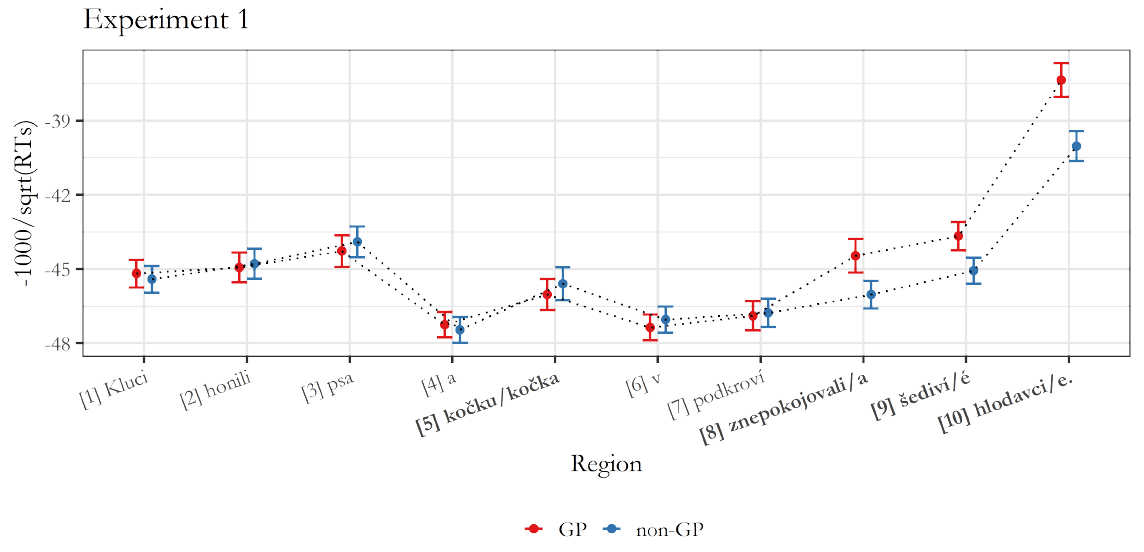 Experiment 1
-1000/sqrt(RTs)
-39
-42
-45
-48
[1] Kluci
[2] honili
[3] psa
[4] a
[5] kočku/kočka
[6] v
[7] podkroví
[8] znepokojovali/a
[9] šediví/é
[10] hlodavci/e.
Region
GP
non-GP